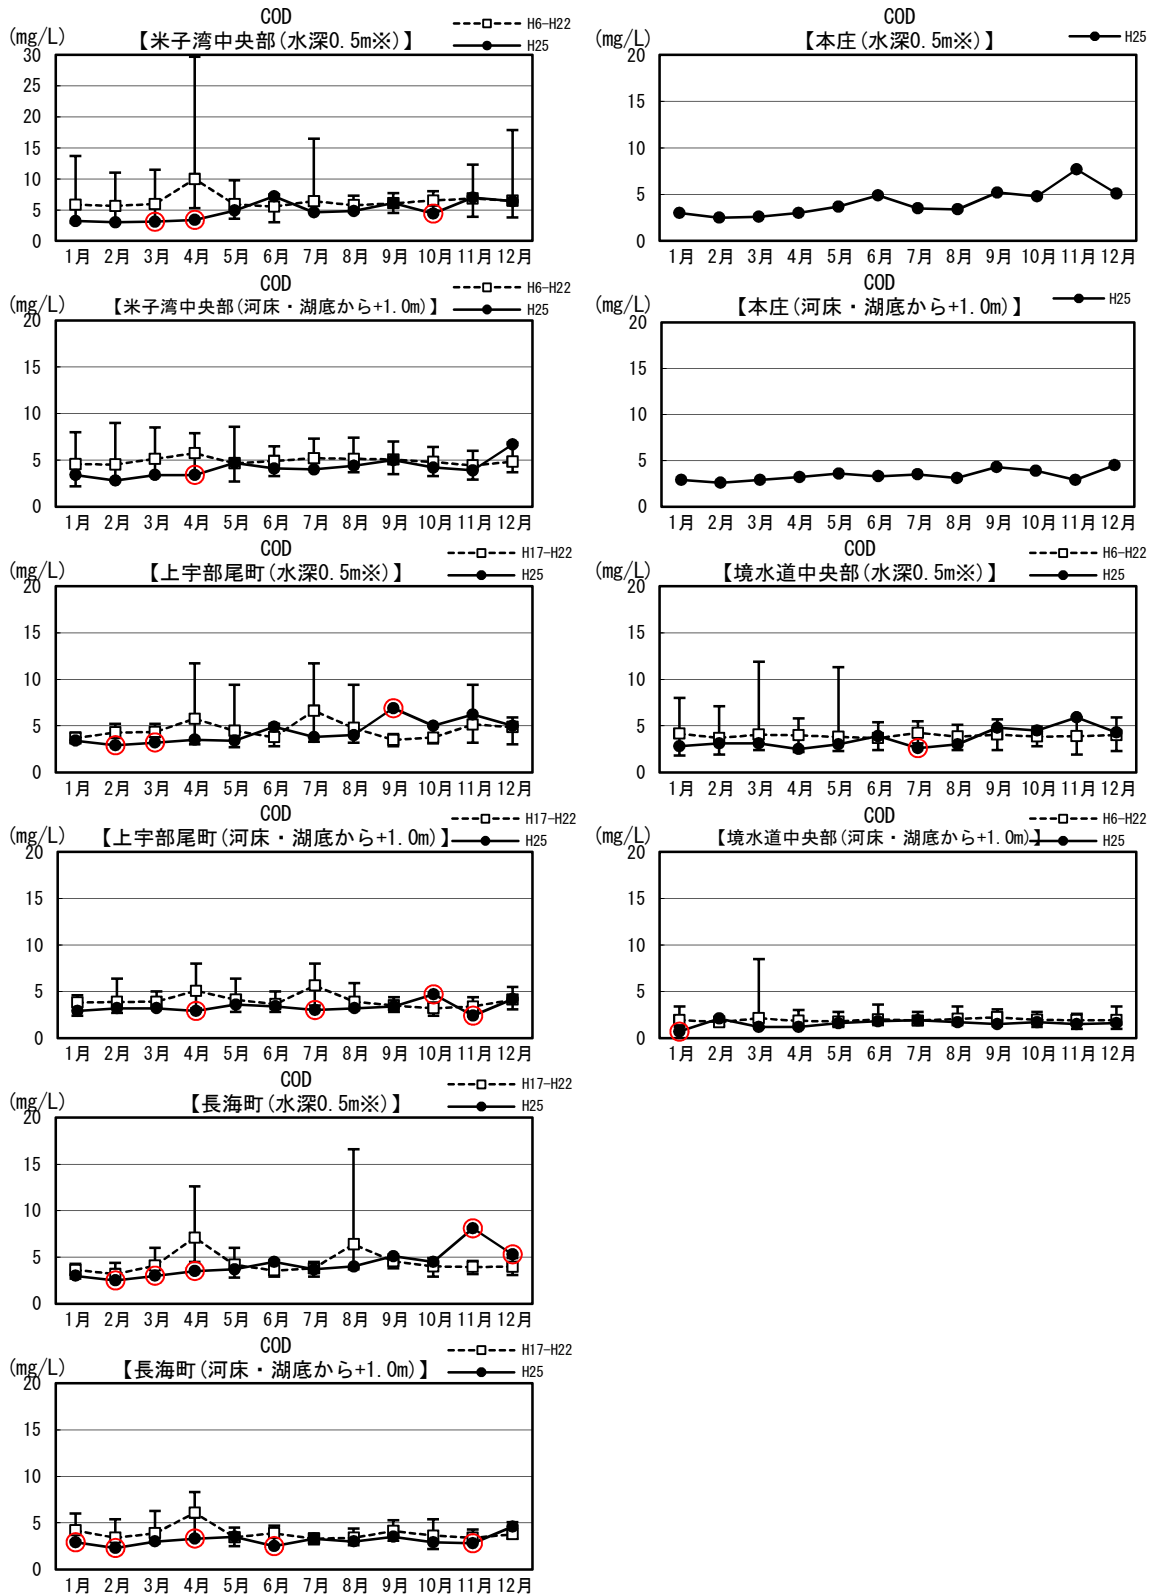 COD
(mg/L)
【米子湾中央部(水深0.5m※)】
H6-H22
H25
30
25
20
15
10
5
0
1月 2月 3月 4月 5月 6月 7月 8月 9月 10月 11月 12月
COD
(mg/L)
【本庄(水深0.5m※)】
H25
20
15
10
5
0
1月 2月 3月 4月 5月 6月 7月 8月 9月 10月 11月 12月
COD
(mg/L)
【米子湾中央部(河床・湖底から+1.0m)】
H6-H22
H25
20
15
10
5
0
1月 2月 3月 4月 5月 6月 7月 8月 9月 10月 11月 12月
COD
(mg/L)
【本庄(河床・湖底から+1.0m)】
H25
20
15
10
5
0
1月 2月 3月 4月 5月 6月 7月 8月 9月 10月 11月 12月
COD
(mg/L)
【上宇部尾町(水深0.5m※)】
H17-H22
H25
20
15
10
5
0
1月 2月 3月 4月 5月 6月 7月 8月 9月 10月 11月 12月
COD
(mg/L)
【境水道中央部(水深0.5m※)】
H6-H22
H25
20
15
10
5
0
1月 2月 3月 4月 5月 6月 7月 8月 9月 10月 11月 12月
COD
(mg/L)
【上宇部尾町(河床・湖底から+1.0m)】
H17-H22
H25
20
15
10
5
0
1月 2月 3月 4月 5月 6月 7月 8月 9月 10月 11月 12月
COD
(mg/L)
【境水道中央部(河床・湖底から+1.0m)】
H6-H22
H25
20
15
10
5
0
1月 2月 3月 4月 5月 6月 7月 8月 9月 10月 11月 12月
COD
(mg/L)
【長海町(水深0.5m※)】
H17-H22
H25
20
15
10
5
0
1月 2月 3月 4月 5月 6月 7月 8月 9月 10月 11月 12月
COD
(mg/L)
【長海町(河床・湖底から+1.0m)】
H17-H22
H25
20
15
10
5
0
1月 2月 3月 4月 5月 6月 7月 8月 9月 10月 11月 12月